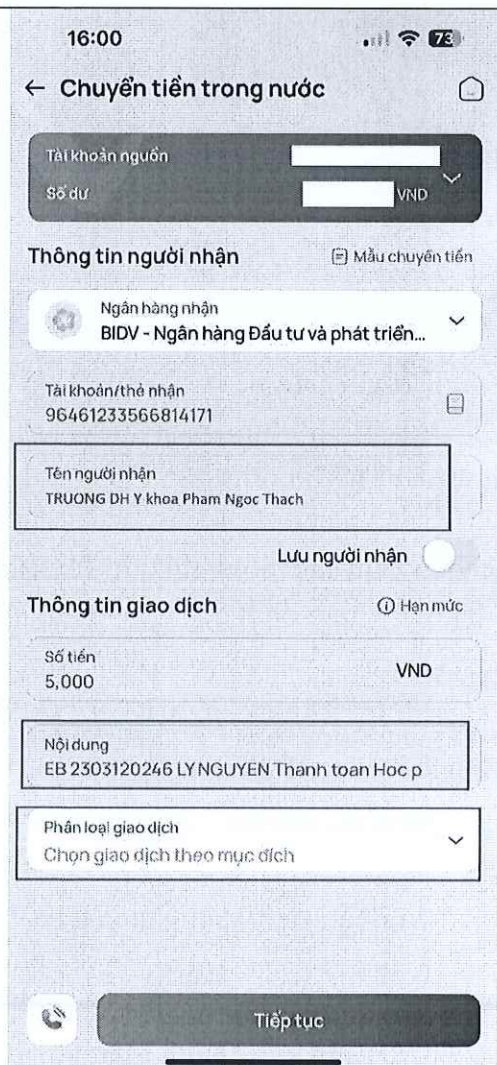 16:00
73
Chuyển tiền trong nước
Tài khoản nguồn
Số dư VND
Thông tin người nhận Mẫu chuyển tiền
Ngân hàng nhận
BIDV - Ngân hàng Đầu tư và phát triển...
Tài khoản/thẻ nhận
96461233566814171
Tên người nhận
TRUONG DH Y khoa Pham Ngoc Thach
Lưu người nhận
Thông tin giao dịch Hạn mức
Số tiền
5,000 VND
Nội dung
EB 2303120246 LY NGUYEN Thanh toan Hoc p
Phân loại giao dịch
Chọn giao dịch theo mục đích
Tiếp tục